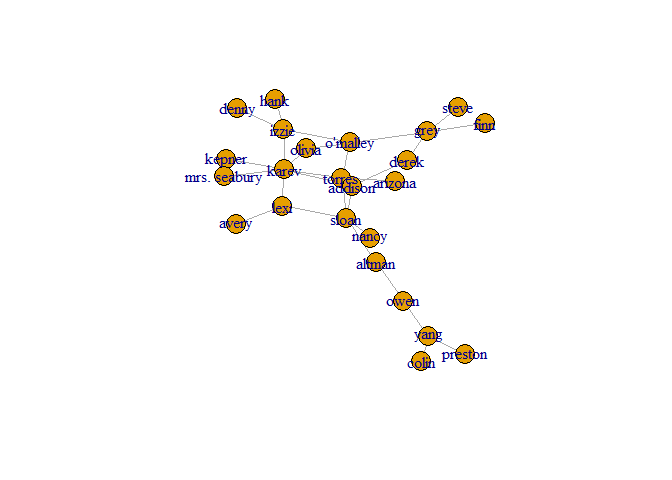 hank
denny
steve
finn
izzie
grey
o'malley
olivia
kepner
derek
karev
mrs. seabury
torres
arizona
addison
lexi
avery
sloan
nancy
altman
owen
yang
preston
colin